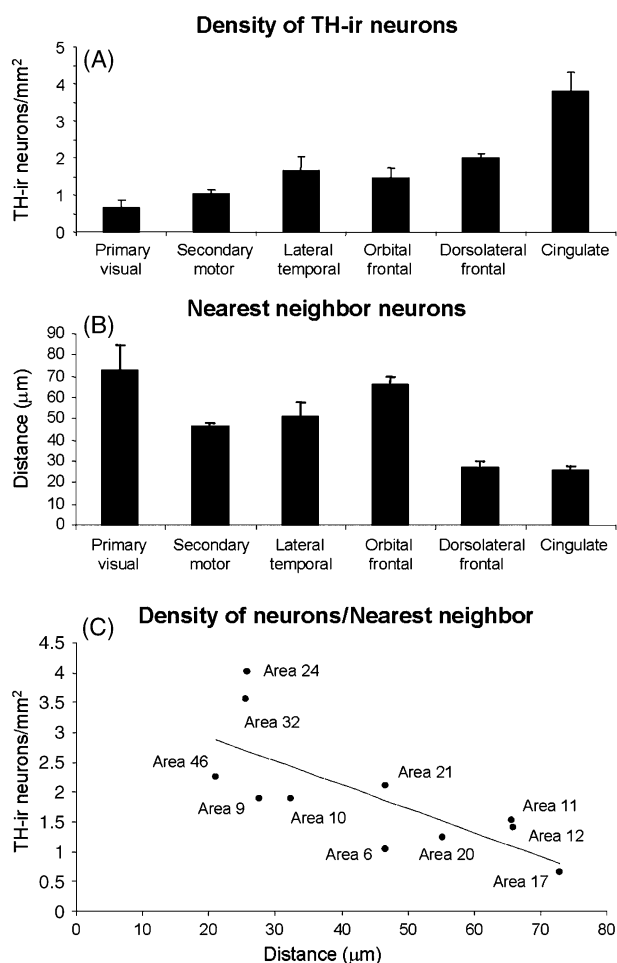 Density of TH-ir neurons
(A)
TH-ir neurons/mm²
5
4
3
2
1
0
Primary visual
Secondary motor
Lateral temporal
Orbital frontal
Dorsolateral frontal
Cingulate
Nearest neighbor neurons
(B)
Distance (μm)
90
80
70
60
50
40
30
20
10
0
Primary visual
Secondary motor
Lateral temporal
Orbital frontal
Dorsolateral frontal
Cingulate
Density of neurons/Nearest neighbor
(C)
TH-ir neurons/mm²
4.5
4
3.5
3
2.5
2
1.5
1
0.5
0
Area 24
Area 32
Area 46
Area 21
Area 9
Area 10
Area 11
Area 12
Area 6
Area 20
Area 17
0 10 20 30 40 50 60 70 80
Distance (μm)